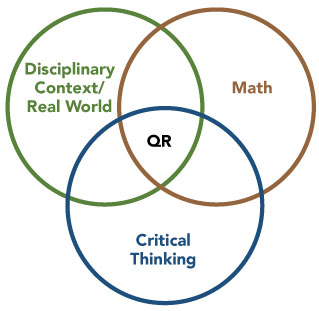 Disciplinary
Context/
Real World
Math
QR
Critical
Thinking